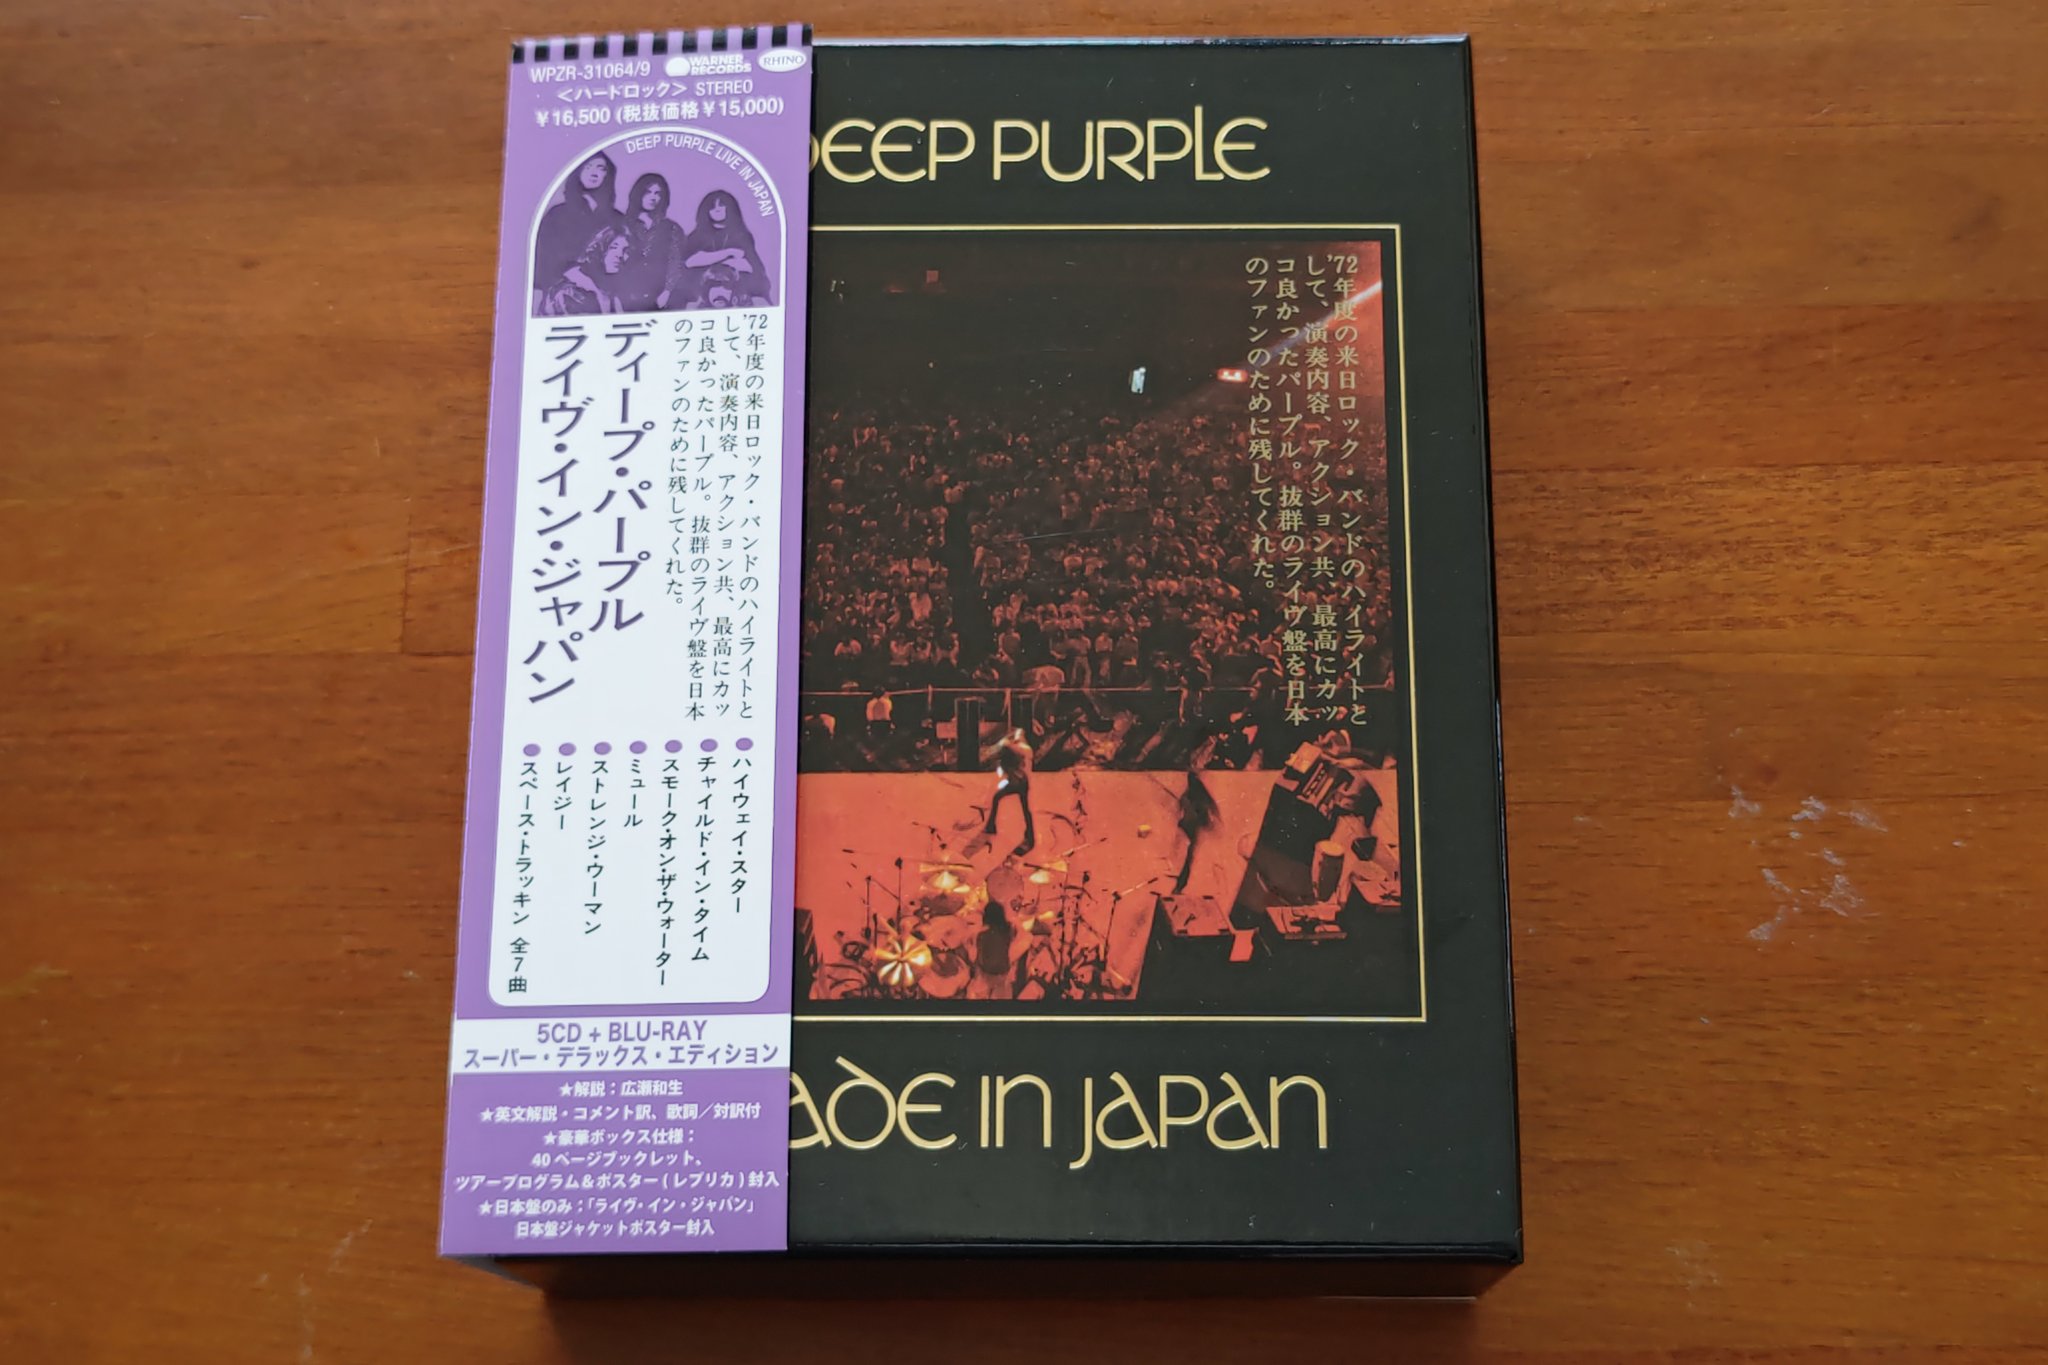 WPZR-31064/9
WARNER RECORDS
RHINO
<ハードロック> STEREO
¥16,500 (税抜価格¥15,000)
DEEP PURPLE LIVE IN JAPAN
'72年度の来日ロック・バンドのハイライトと
して、演奏内容、アクション共、最高にカッ
コ良かったパープル。抜群のライヴ盤を日本
のファンのために残してくれた。
ディープ・パープル
ライヴ・イン・ジャパン
●ハイウェイ・スター
●チャイルド・イン・タイム
●スモーク・オン・ザ・ウォーター
●ミュール
●ストレンジ・ウーマン
●レイジー
●スペース・トラッキン 全7曲
5CD + BLU-RAY
スーパー・デラックス・エディション
★解説：広瀬和生
★英文解説・コメント訳、歌詞／対訳付
★豪華ボックス仕様：
40ページブックレット、
ツアープログラム＆ポスター(レプリカ)封入
★日本盤のみ：「ライヴ・イン・ジャパン」
日本盤ジャケットポスター封入
DEEP PURPLE
'72年度の来日ロック・バンドのハイライトと
して、演奏内容、アクション共、最高にカッ
コ良かったパープル。抜群のライヴ盤を日本
のファンのために残してくれた。
ADE IN JAPAN